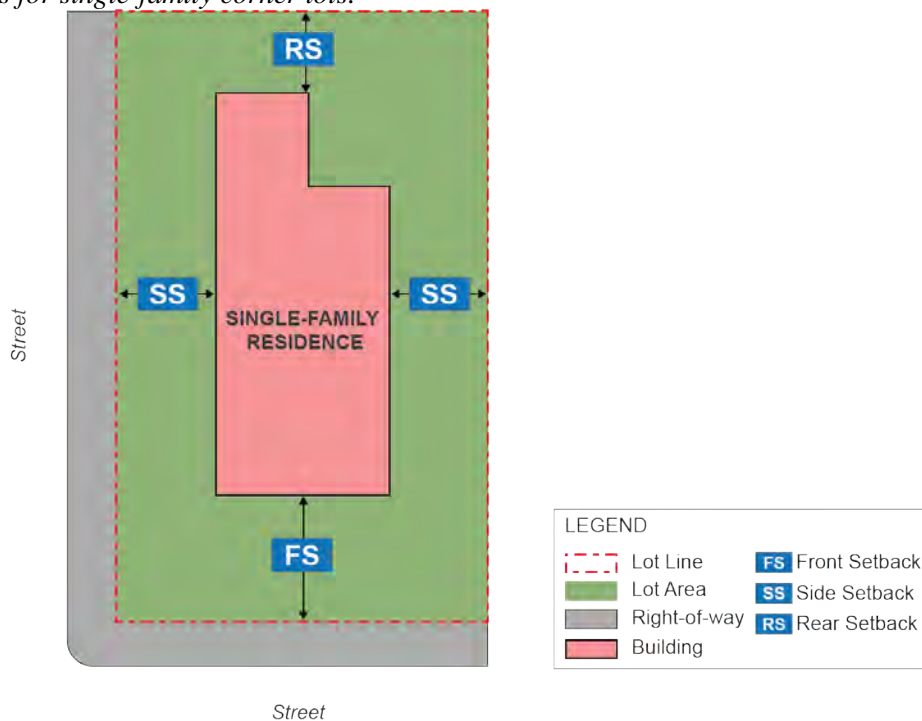 s for single family corner lots.
RS
SS
SS
SINGLE-FAMILY
RESIDENCE
Street
FS
LEGEND
Lot Line
Lot Area
Right-of-way
Building
FS Front Setback
SS Side Setback
RS Rear Setback
Street